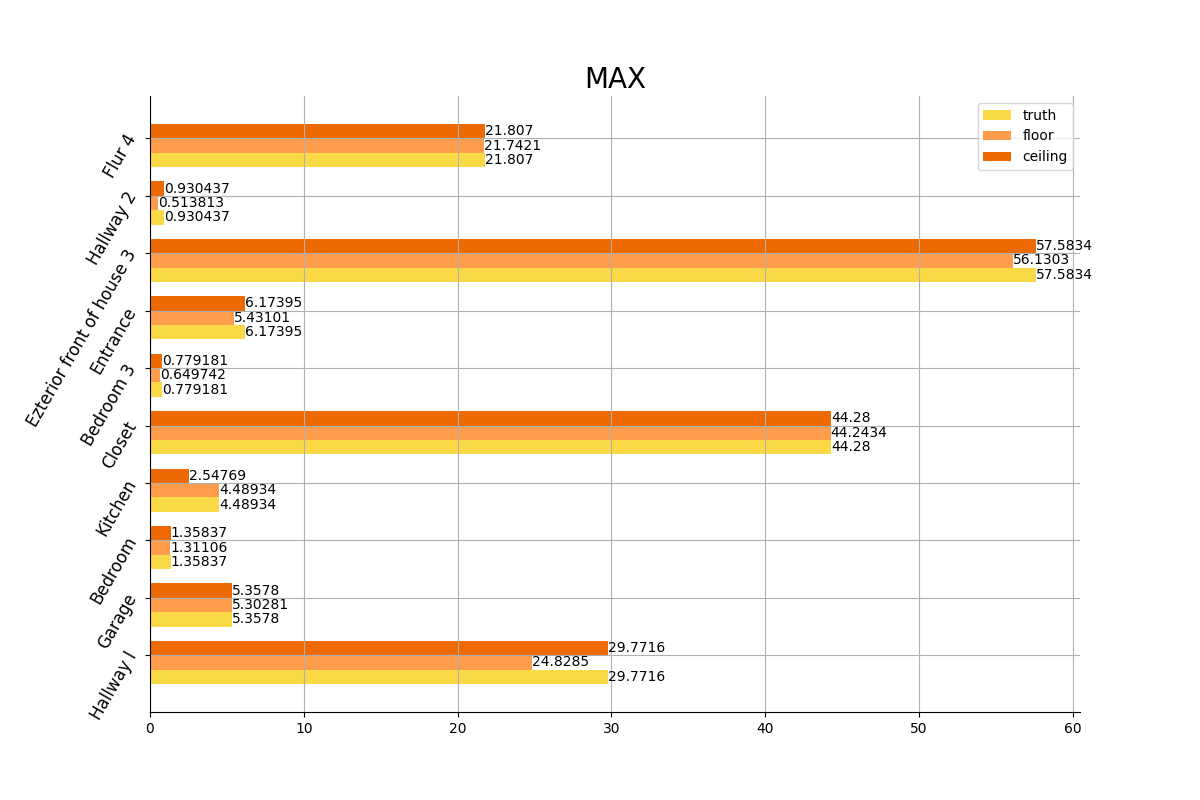 MAX
truth
floor
ceiling
Flur 4
21.807
21.7421
21.807
Hallway 2
0.930437
0.513813
0.930437
Ezterior front of house 3
57.5834
56.1303
57.5834
Entrance
6.17395
5.43101
6.17395
Bedroom 3
0.779181
0.649742
0.779181
Closet
44.28
44.2434
44.28
Kitchen
2.54769
4.48934
4.48934
Bedroom
1.35837
1.31106
1.35837
Garage
5.3578
5.30281
5.3578
Hallway l
29.7716
24.8285
29.7716
0 10 20 30 40 50 60